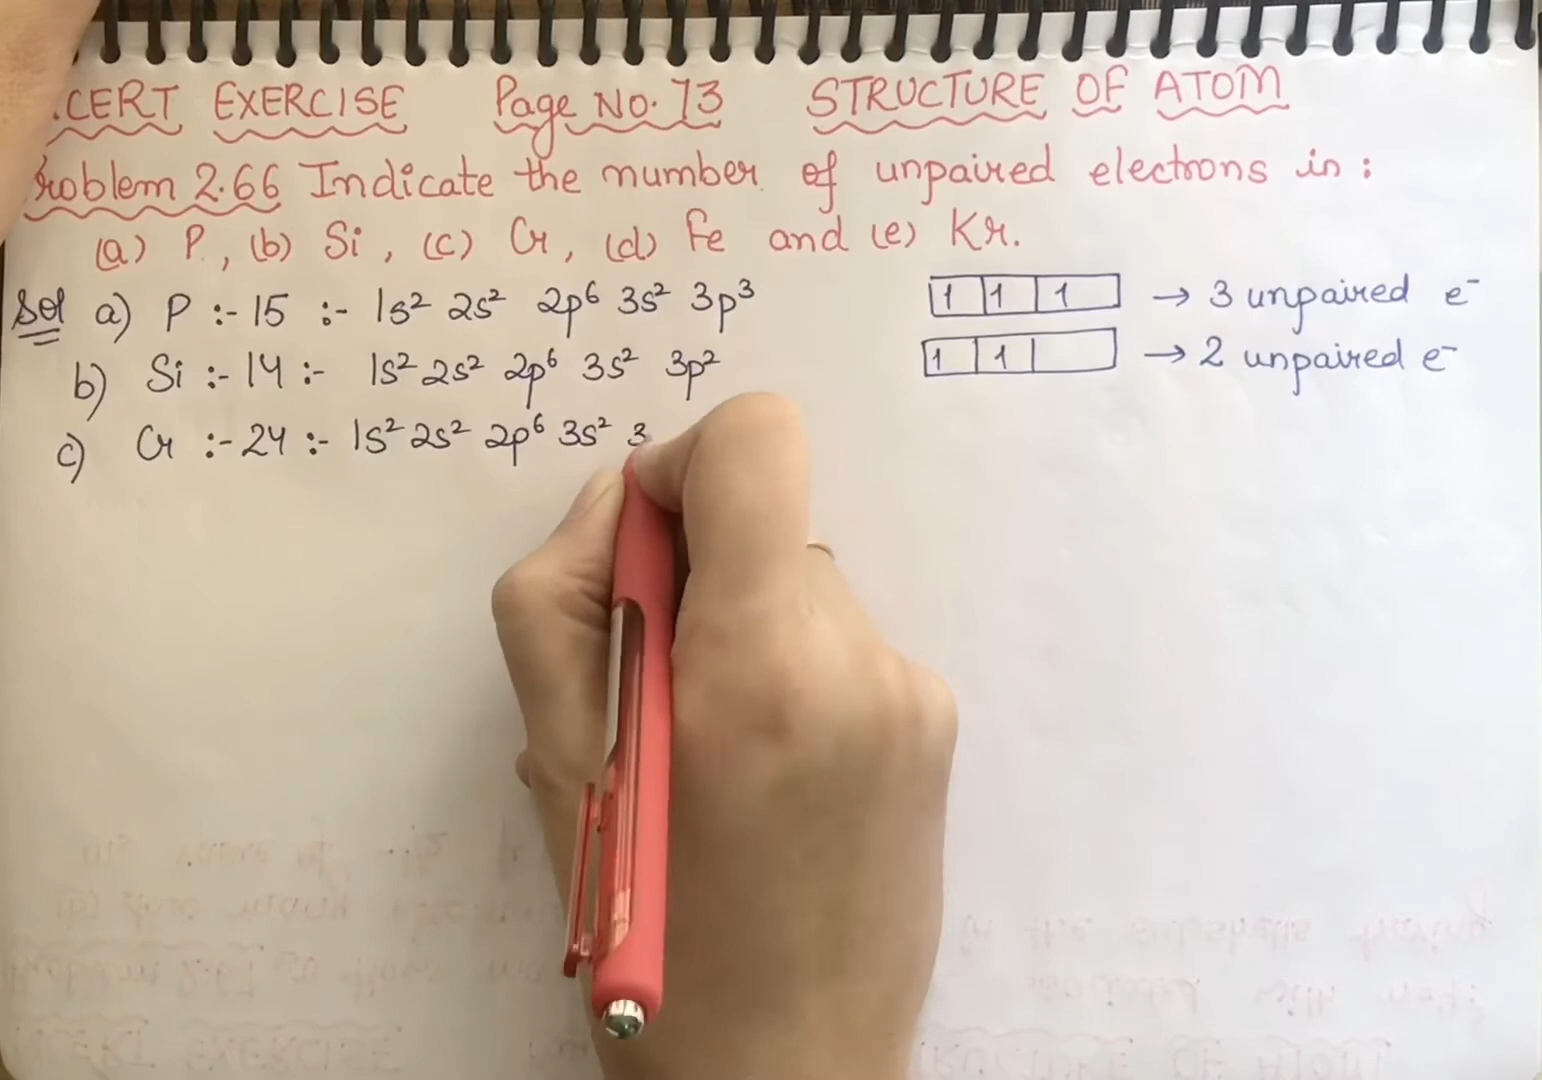 .CERT EXERCISE Page No. 73 STRUCTURE OF ATOM
roblem 2.66 Indicate the number of unpaired electrons in :
(a) P, (b) Si, (c) Cr, (d) Fe and (e) Kr.
Sol a) P :- 15 :- 1s² 2s² 2p⁶ 3s² 3p³ 1 1 1 → 3 unpaired e⁻
b) Si :- 14 :- 1s² 2s² 2p⁶ 3s² 3p² 1 1 → 2 unpaired e⁻
c) Cr :- 24 :- 1s² 2s² 2p⁶ 3s² 3